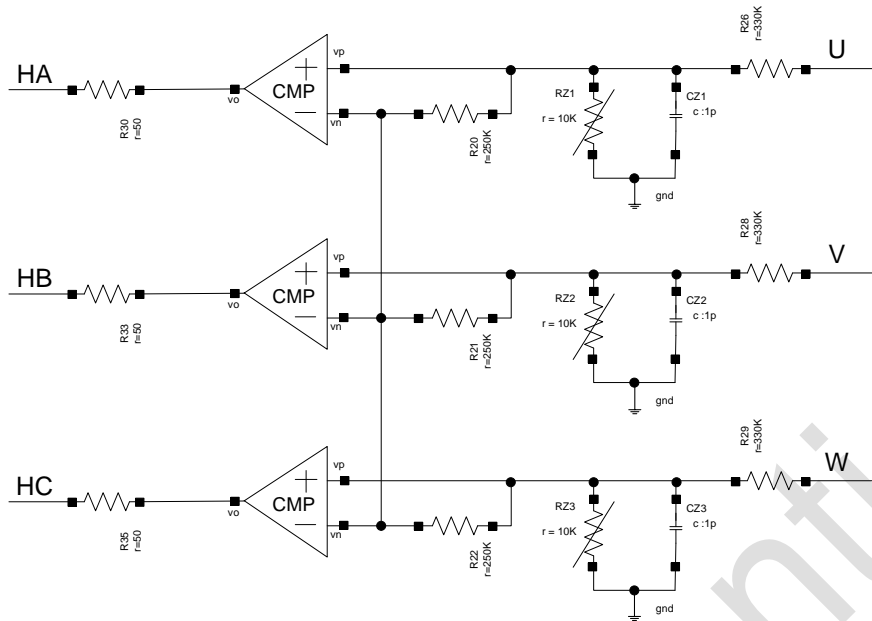 HA
R30
r=50
vo
CMP
vp
vn
R20
r=250K
RZ1
r = 10K
CZ1
c :1p
gnd
R26
r=330K
U
HB
R33
r=50
vo
CMP
vp
vn
R21
r=250K
RZ2
r = 10K
CZ2
c :1p
gnd
R28
r=330K
V
HC
R35
r=50
vo
CMP
vp
vn
R22
r=250K
RZ3
r = 10K
CZ3
c :1p
gnd
R29
r=330K
W
nti